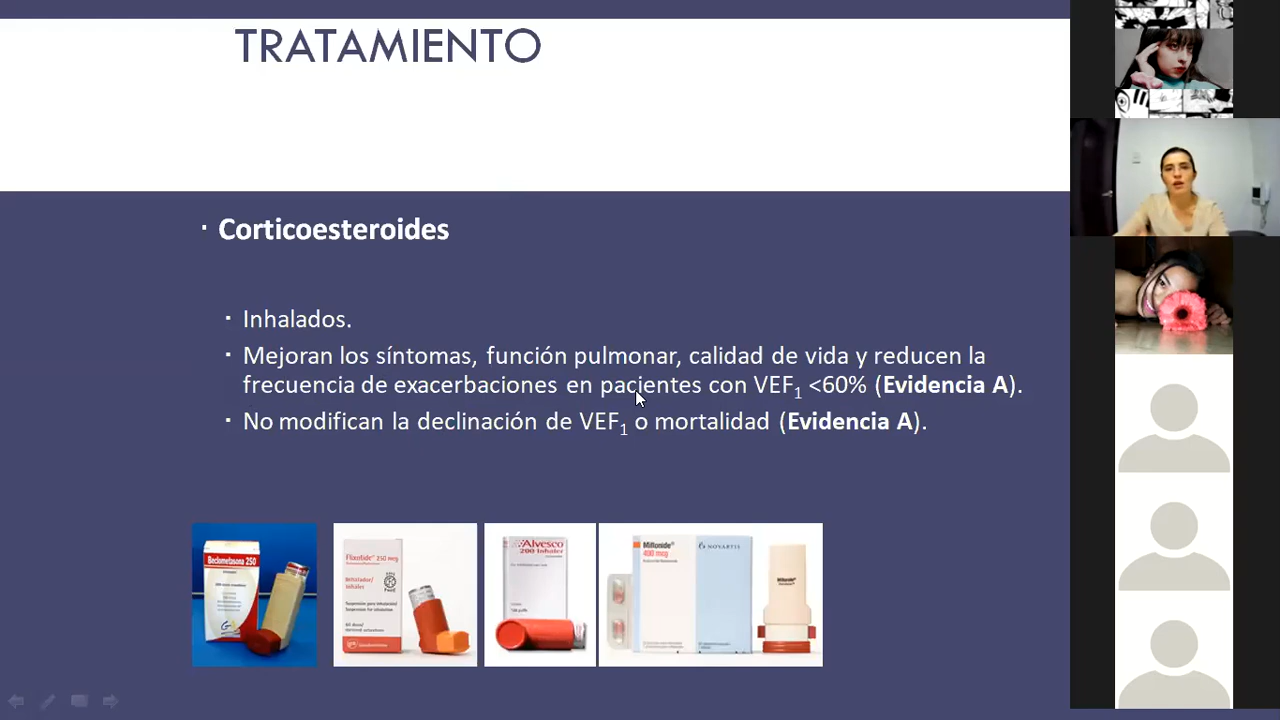 TRATAMIENTO
· Corticoesteroides
· Inhalados.
· Mejoran los síntomas, función pulmonar, calidad de vida y reducen la
frecuencia de exacerbaciones en pacientes con VEF1 <60% (Evidencia A).
· No modifican la declinación de VEF1 o mortalidad (Evidencia A).
Beclometasona 250
Flixotide 250 mcg
Alvesco
200 Inhaler
Miflonide
400 mcg
NOVARTIS